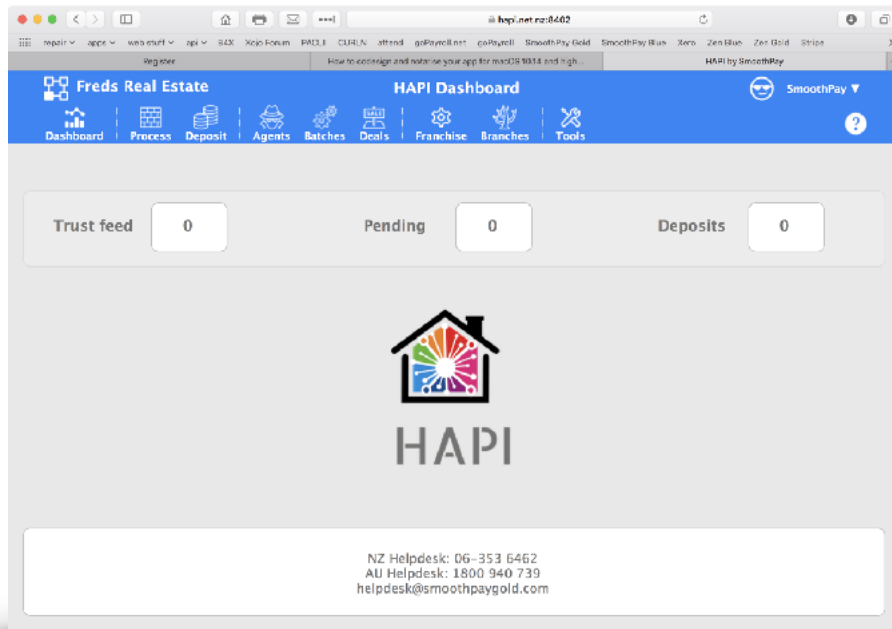 hapi.net.nz:8402
repair apps web stuff api B4X Xojo Forum attend goPayroll.net goPayroll SmoothPay Gold SmoothPay Blue Xero Zen Blue Zen Gold Stripe
Register How to codesign and notarise your app for macOS 10.14 and high... HAPI by SmoothPay
Freds Real Estate HAPI Dashboard SmoothPay ▼
Dashboard Process Deposit Agents Batches Deals Franchise Branches Tools ?
Trust feed 0 Pending 0 Deposits 0
HAPI
NZ Helpdesk: 06-353 6462
AU Helpdesk: 1800 940 739
helpdesk@smoothpaygold.com